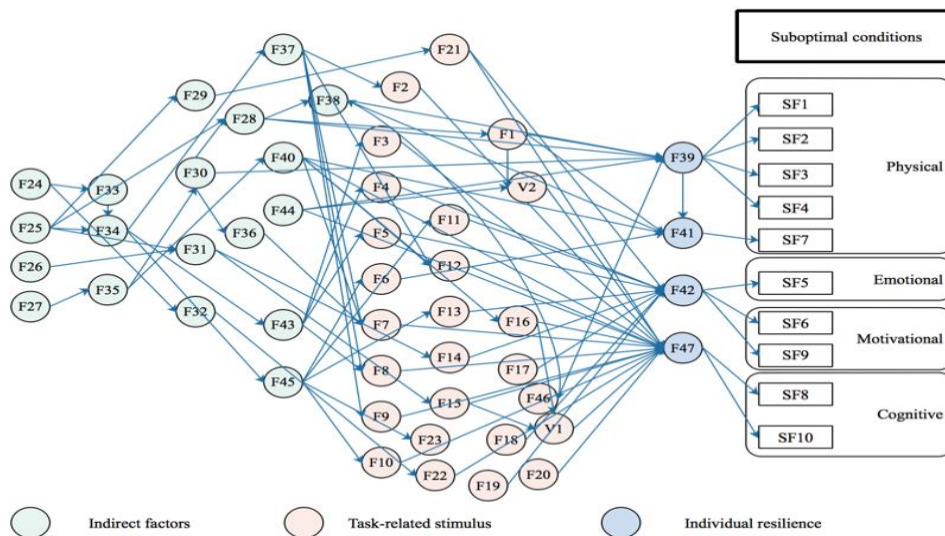 Suboptimal conditions
F37
F21
F2
F29
F38
SF1
F28
F1
SF2
F3
F40
F39
Physical
F30
SF3
F24
F33
F4
V2
F44
SF4
F25
F34
F36
F5
F11
F41
SF7
F31
F26
F12
F6
F42
SF5
Emotional
F35
F27
F32
F43
F7
F13
F16
SF6
Motivational
F47
F14
SF9
F8
F17
F45
F46
SF8
F15
Cognitive
F9
V1
F23
F18
SF10
F10
F22
F20
F19
Indirect factors
Task-related stimulus
Individual resilience